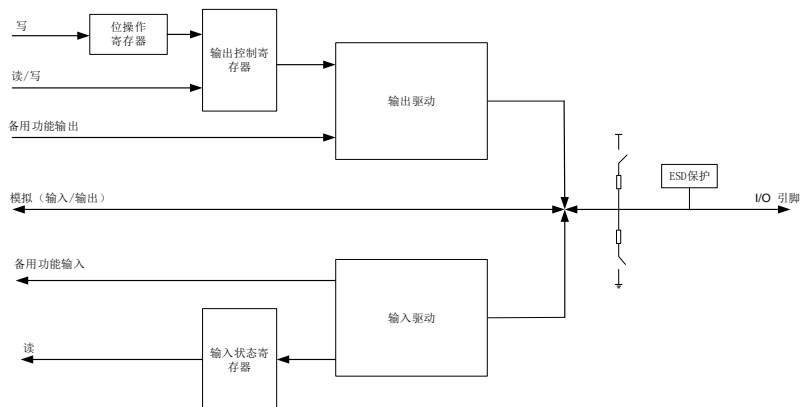 写
位操作
寄存器
输出控制寄
存器
读/写
输出驱动
备用功能输出
ESD保护
模拟（输入/输出）
I/O 引脚
备用功能输入
输入驱动
输入状态寄
存器
读